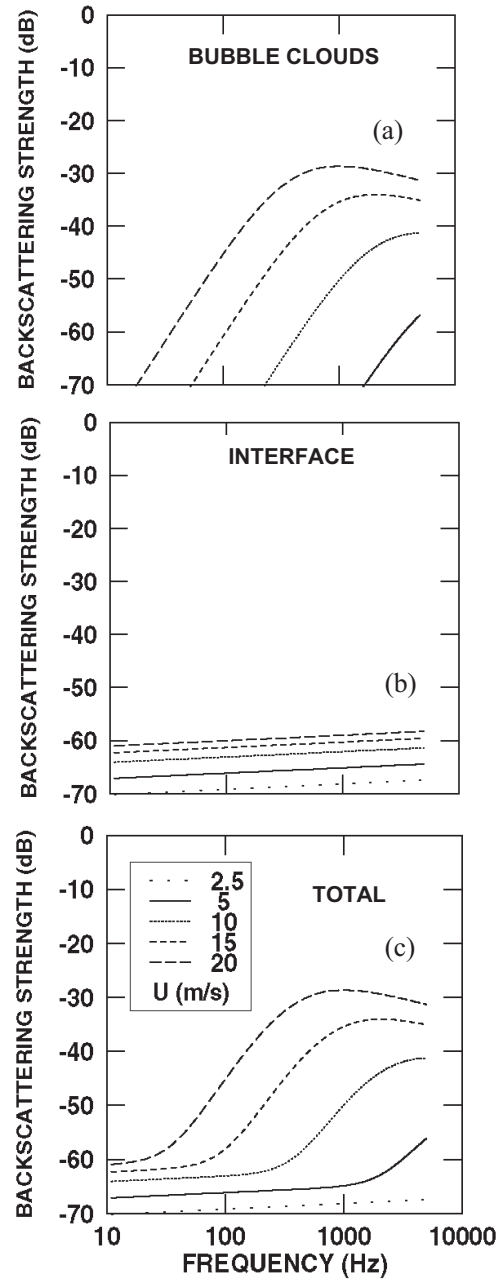 BACKSCATTERING STRENGTH (dB)
0
-10
-20
-30
-40
-50
-60
-70
BUBBLE CLOUDS
(a)
BACKSCATTERING STRENGTH (dB)
0
-10
-20
-30
-40
-50
-60
-70
INTERFACE
(b)
BACKSCATTERING STRENGTH (dB)
0
-10
-20
-30
-40
-50
-60
-70
2.5
5
10
15
20
U (m/s)
TOTAL
(c)
10 100 1000 10000
FREQUENCY (Hz)